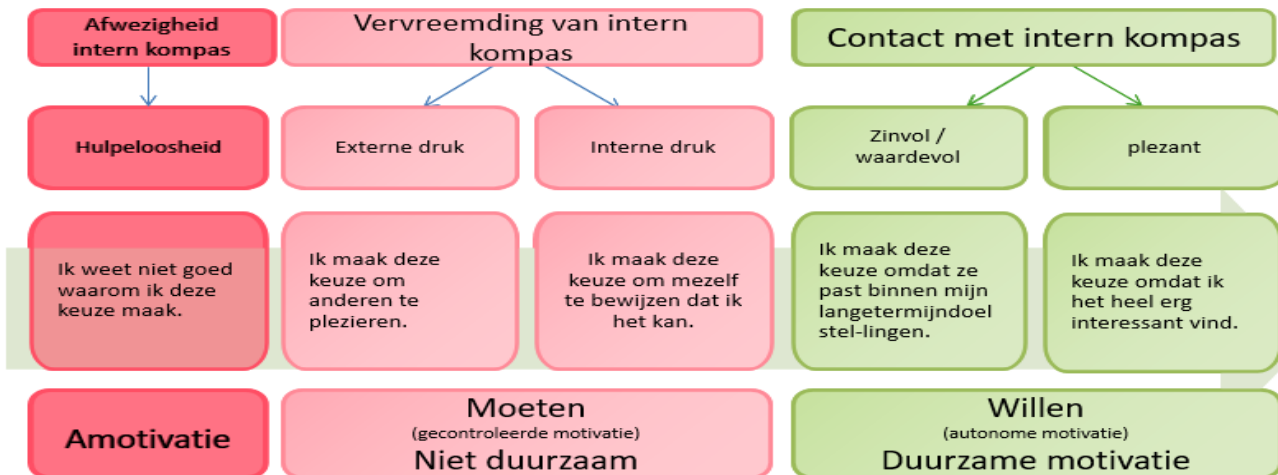 Afwezigheid
intern kompas
Vervreemding van intern
kompas
Contact met intern kompas
Hulpeloosheid
Externe druk
Interne druk
Zinvol /
waardevol
plezant
Ik weet niet goed
waarom ik deze
keuze maak.
Ik maak deze
keuze om
anderen te
plezieren.
Ik maak deze
keuze om mezelf
te bewijzen dat ik
het kan.
Ik maak deze
keuze omdat ze
past binnen mijn
langetermijndoel
stel-lingen.
Ik maak deze
keuze omdat ik
het heel erg
interessant vind.
Amotivatie
Moeten
(gecontroleerde motivatie)
Niet duurzaam
Willen
(autonome motivatie)
Duurzame motivatie